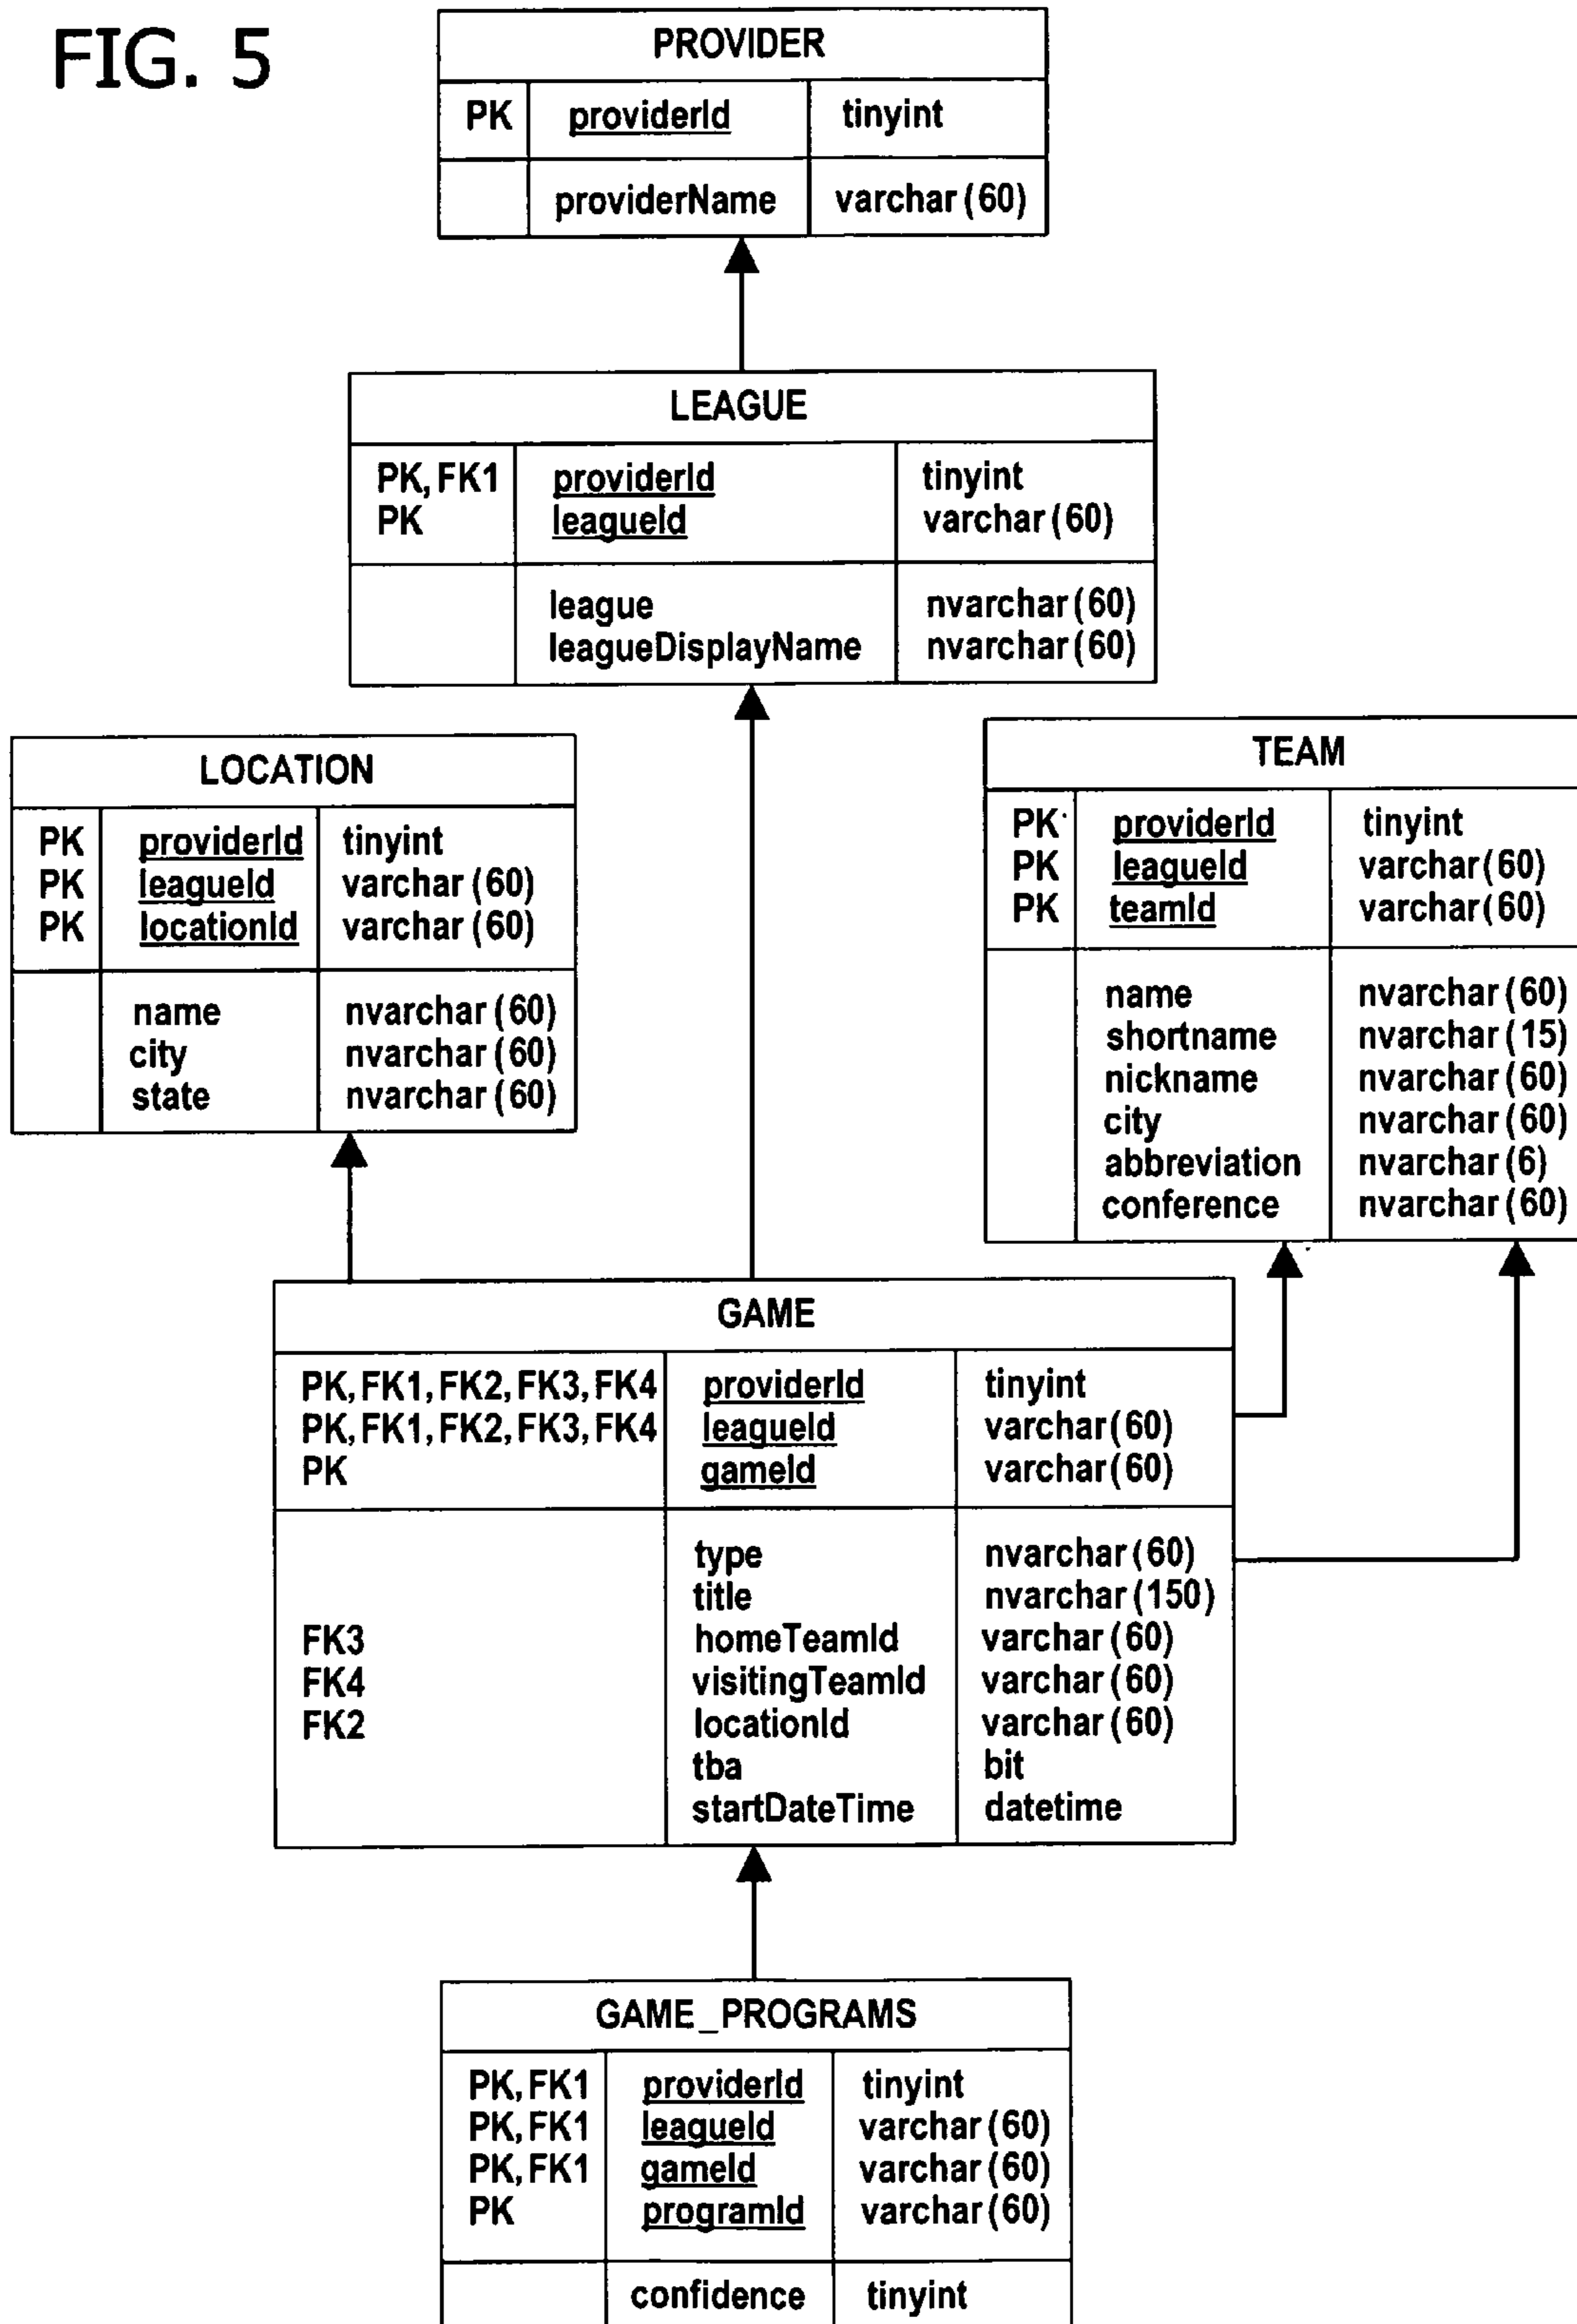 FIG. 5
PROVIDER
PK providerId tinyint
providerName varchar(60)
LEAGUE
PK, FK1 providerId tinyint
PK leagueId varchar(60)
league nvarchar(60)
leagueDisplayName nvarchar(60)
LOCATION
PK providerId tinyint
PK leagueId varchar(60)
PK locationId varchar(60)
name nvarchar(60)
city nvarchar(60)
state nvarchar(60)
TEAM
PK providerId tinyint
PK leagueId varchar(60)
PK teamId varchar(60)
name nvarchar(60)
shortname nvarchar(15)
nickname nvarchar(60)
city nvarchar(60)
abbreviation nvarchar(6)
conference nvarchar(60)
GAME
PK, FK1, FK2, FK3, FK4 providerId tinyint
PK, FK1, FK2, FK3, FK4 leagueId varchar(60)
PK gameId varchar(60)
type nvarchar(60)
title nvarchar(150)
FK3 homeTeamId varchar(60)
FK4 visitingTeamId varchar(60)
FK2 locationId varchar(60)
tba bit
startDateTime datetime
GAME_PROGRAMS
PK, FK1 providerId tinyint
PK, FK1 leagueId varchar(60)
PK, FK1 gameId varchar(60)
PK programId varchar(60)
confidence tinyint